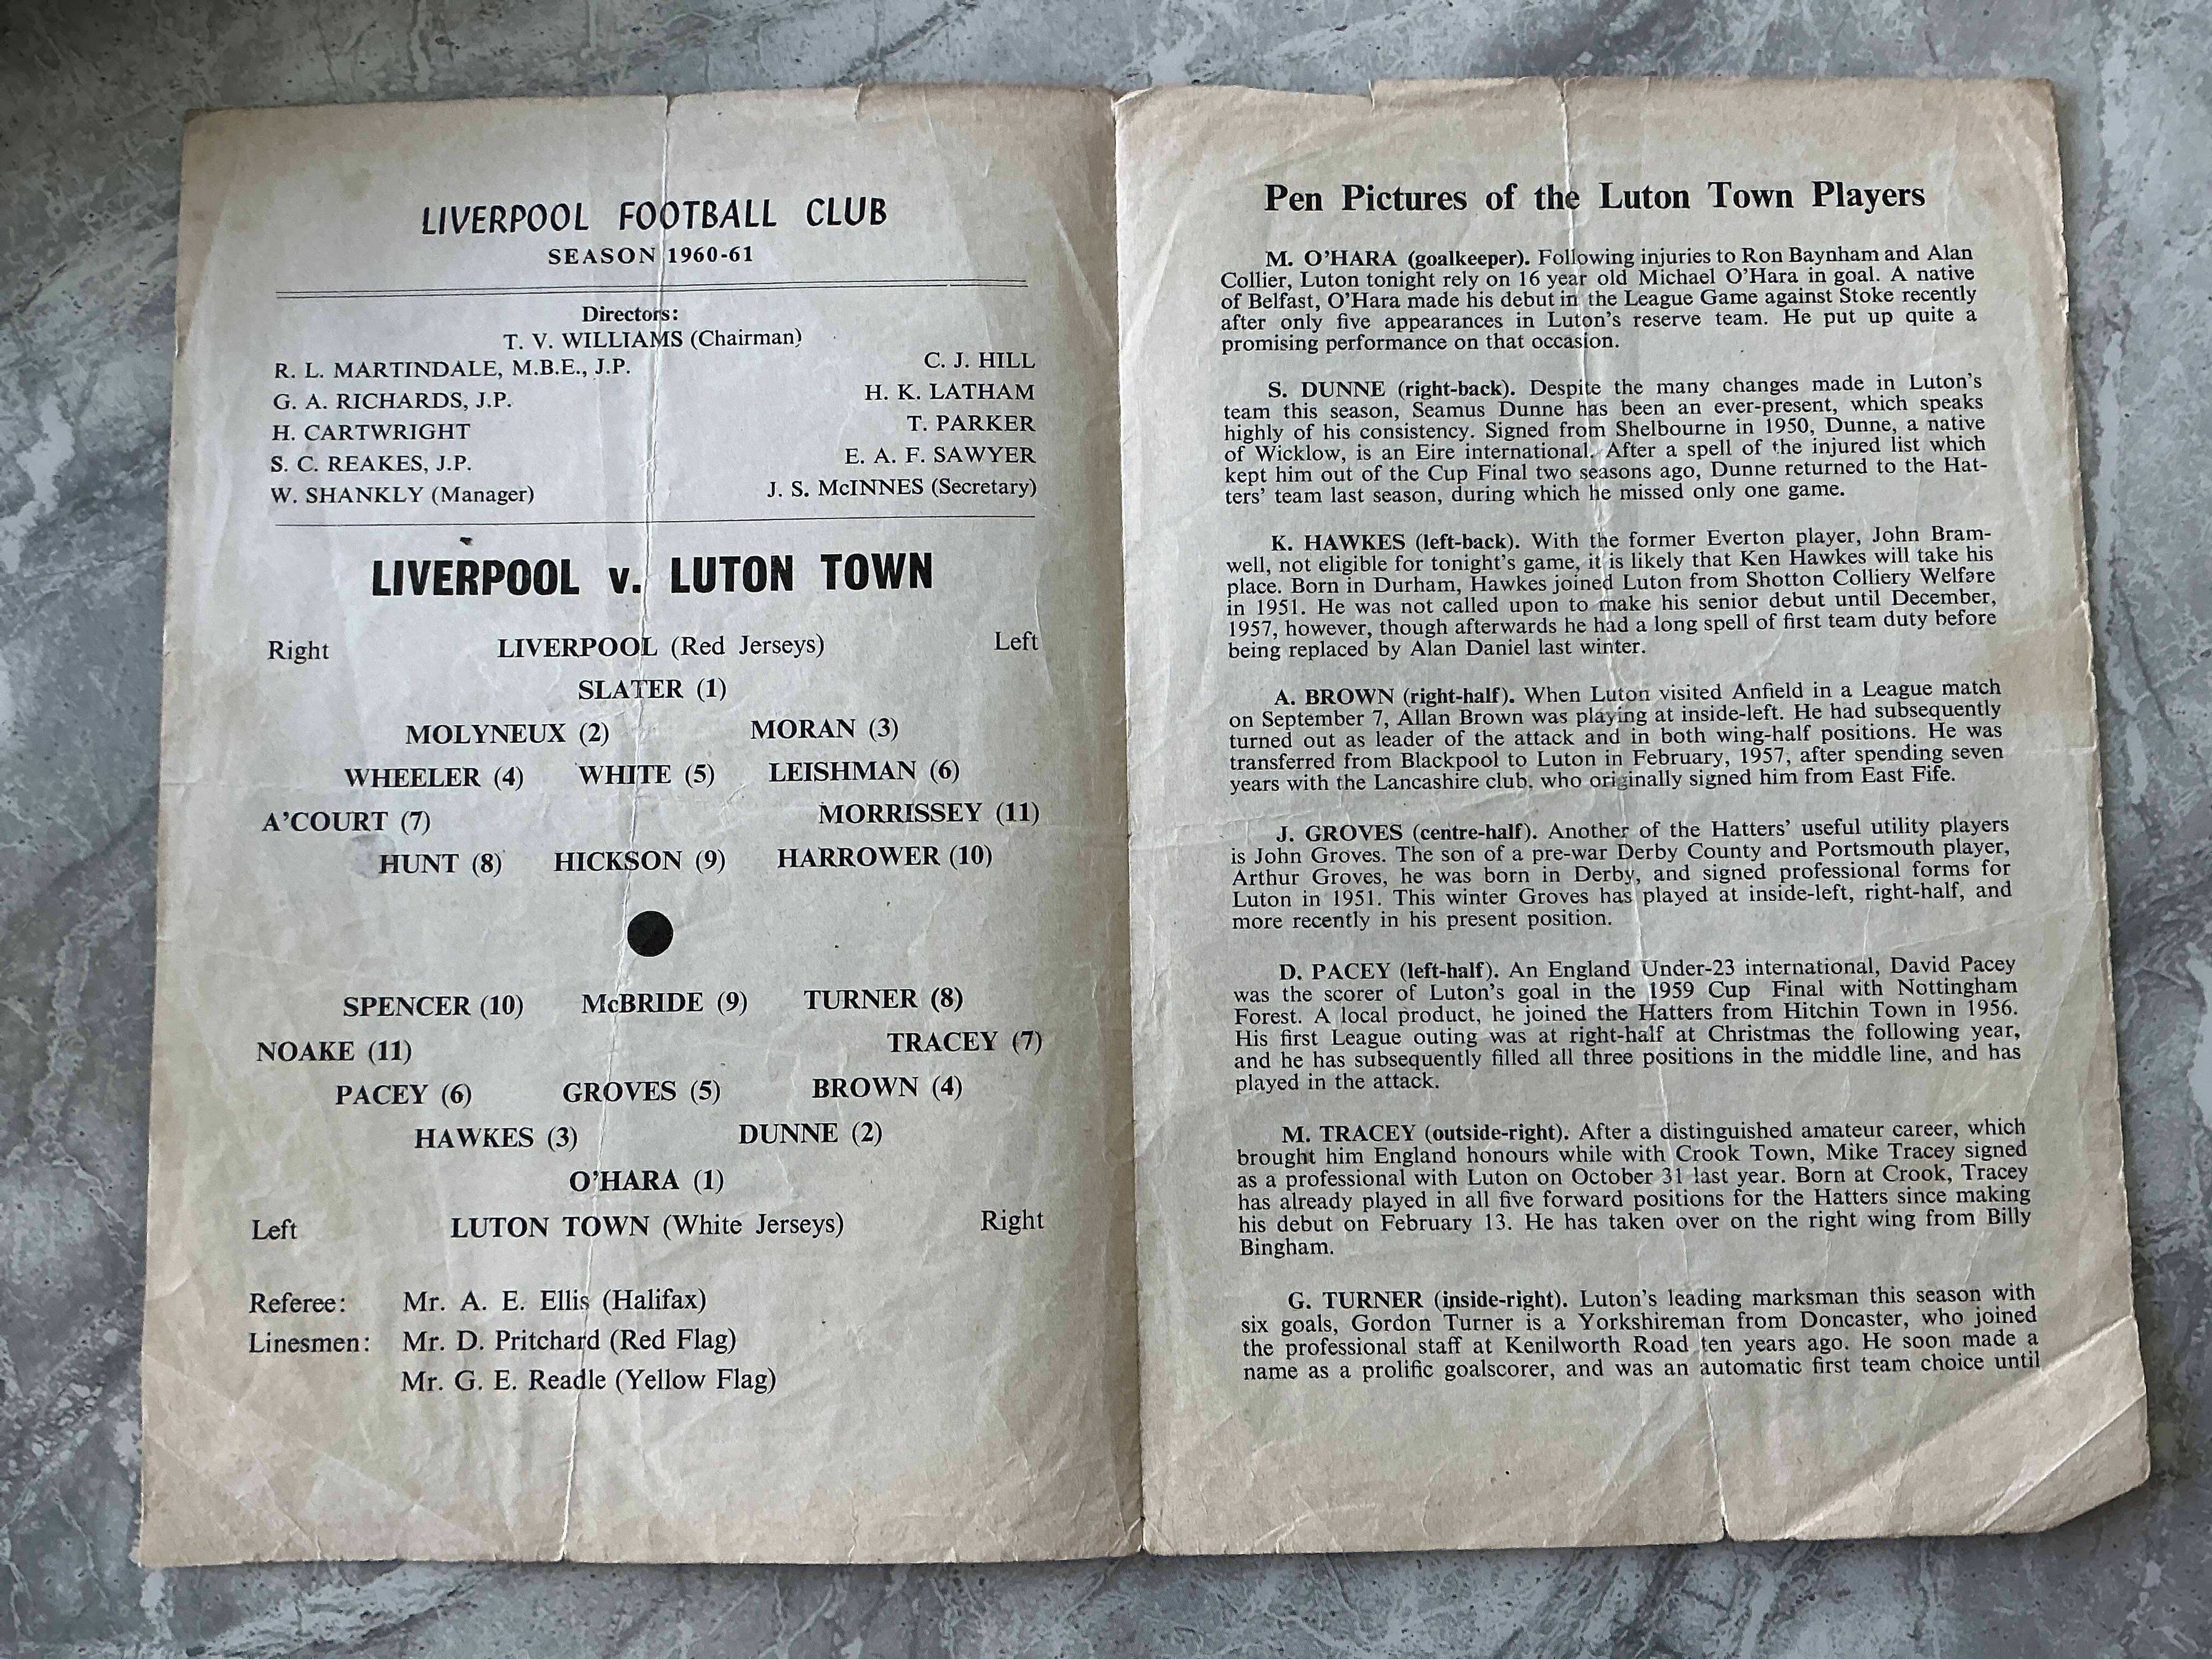 LIVERPOOL FOOTBALL CLUB
SEASON 1960-61
Directors:
T. V. WILLIAMS (Chairman)
R. L. MARTINDALE, M.B.E., J.P. C. J. HILL
G. A. RICHARDS, J.P. H. K. LATHAM
H. CARTWRIGHT T. PARKER
S. C. REAKES, J.P. E. A. F. SAWYER
W. SHANKLY (Manager) J. S. McINNES (Secretary)
LIVERPOOL v. LUTON TOWN
Right LIVERPOOL (Red Jerseys) Left
SLATER (1)
MOLYNEUX (2) MORAN (3)
WHEELER (4) WHITE (5) LEISHMAN (6)
A'COURT (7) MORRISSEY (11)
HUNT (8) HICKSON (9) HARROWER (10)
SPENCER (10) McBRIDE (9) TURNER (8)
NOAKE (11) TRACEY (7)
PACEY (6) GROVES (5) BROWN (4)
HAWKES (3) DUNNE (2)
O'HARA (1)
Left LUTON TOWN (White Jerseys) Right
Referee: Mr. A. E. Ellis (Halifax)
Linesmen: Mr. D. Pritchard (Red Flag)
Mr. G. E. Readle (Yellow Flag)
Pen Pictures of the Luton Town Players
M. O'HARA (goalkeeper). Following injuries to Ron Baynham and Alan
Collier, Luton tonight rely on 16 year old Michael O'Hara in goal. A native
of Belfast, O'Hara made his debut in the League Game against Stoke recently
after only five appearances in Luton's reserve team. He put up quite a
promising performance on that occasion.
S. DUNNE (right-back). Despite the many changes made in Luton's
team this season, Seamus Dunne has been an ever-present, which speaks
highly of his consistency. Signed from Shelbourne in 1950, Dunne, a native
of Wicklow, is an Eire international. After a spell of the injured list which
kept him out of the Cup Final two seasons ago, Dunne returned to the Hat-
ters' team last season, during which he missed only one game.
K. HAWKES (left-back). With the former Everton player, John Bram-
well, not eligible for tonight's game, it is likely that Ken Hawkes will take his
place. Born in Durham, Hawkes joined Luton from Shotton Colliery Welfare
in 1951. He was not called upon to make his senior debut until December,
1957, however, though afterwards he had a long spell of first team duty before
being replaced by Alan Daniel last winter.
A. BROWN (right-half). When Luton visited Anfield in a League match
on September 7, Allan Brown was playing at inside-left. He had subsequently
turned out as leader of the attack and in both wing-half positions. He was
transferred from Blackpool to Luton in February, 1957, after spending seven
years with the Lancashire club, who originally signed him from East Fife.
J. GROVES (centre-half). Another of the Hatters' useful utility players
is John Groves. The son of a pre-war Derby County and Portsmouth player,
Arthur Groves, he was born in Derby, and signed professional forms for
Luton in 1951. This winter Groves has played at inside-left, right-half, and
more recently in his present position.
D. PACEY (left-half). An England Under-23 international, David Pacey
was the scorer of Luton's goal in the 1959 Cup Final with Nottingham
Forest. A local product, he joined the Hatters from Hitchin Town in 1956.
His first League outing was at right-half at Christmas the following year,
and he has subsequently filled all three positions in the middle line, and has
played in the attack.
M. TRACEY (outside-right). After a distinguished amateur career, which
brought him England honours while with Crook Town, Mike Tracey signed
as a professional with Luton on October 31 last year. Born at Crook, Tracey
has already played in all five forward positions for the Hatters since making
his debut on February 13. He has taken over on the right wing from Billy
Bingham.
G. TURNER (inside-right). Luton's leading marksman this season with
six goals, Gordon Turner is a Yorkshireman from Doncaster, who joined
the professional staff at Kenilworth Road ten years ago. He soon made a
name as a prolific goalscorer, and was an automatic first team choice until